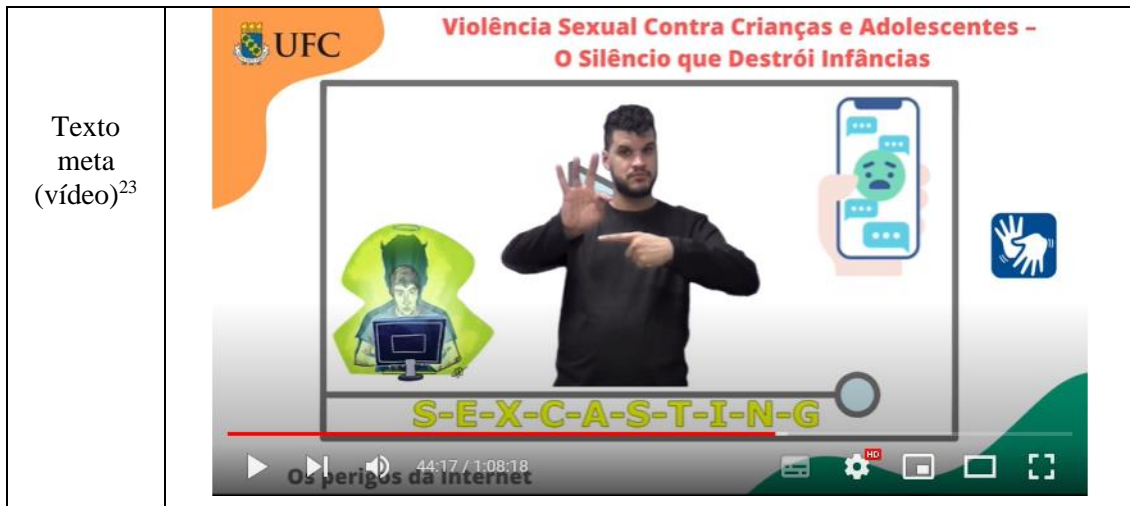 Texto
meta
(vídeo)23
UFC
Violência Sexual Contra Crianças e Adolescentes –
O Silêncio que Destrói Infâncias
S-E-X-C-A-S-T-I-N-G
44:17 / 1:08:18
HD
Os perigos da Internet